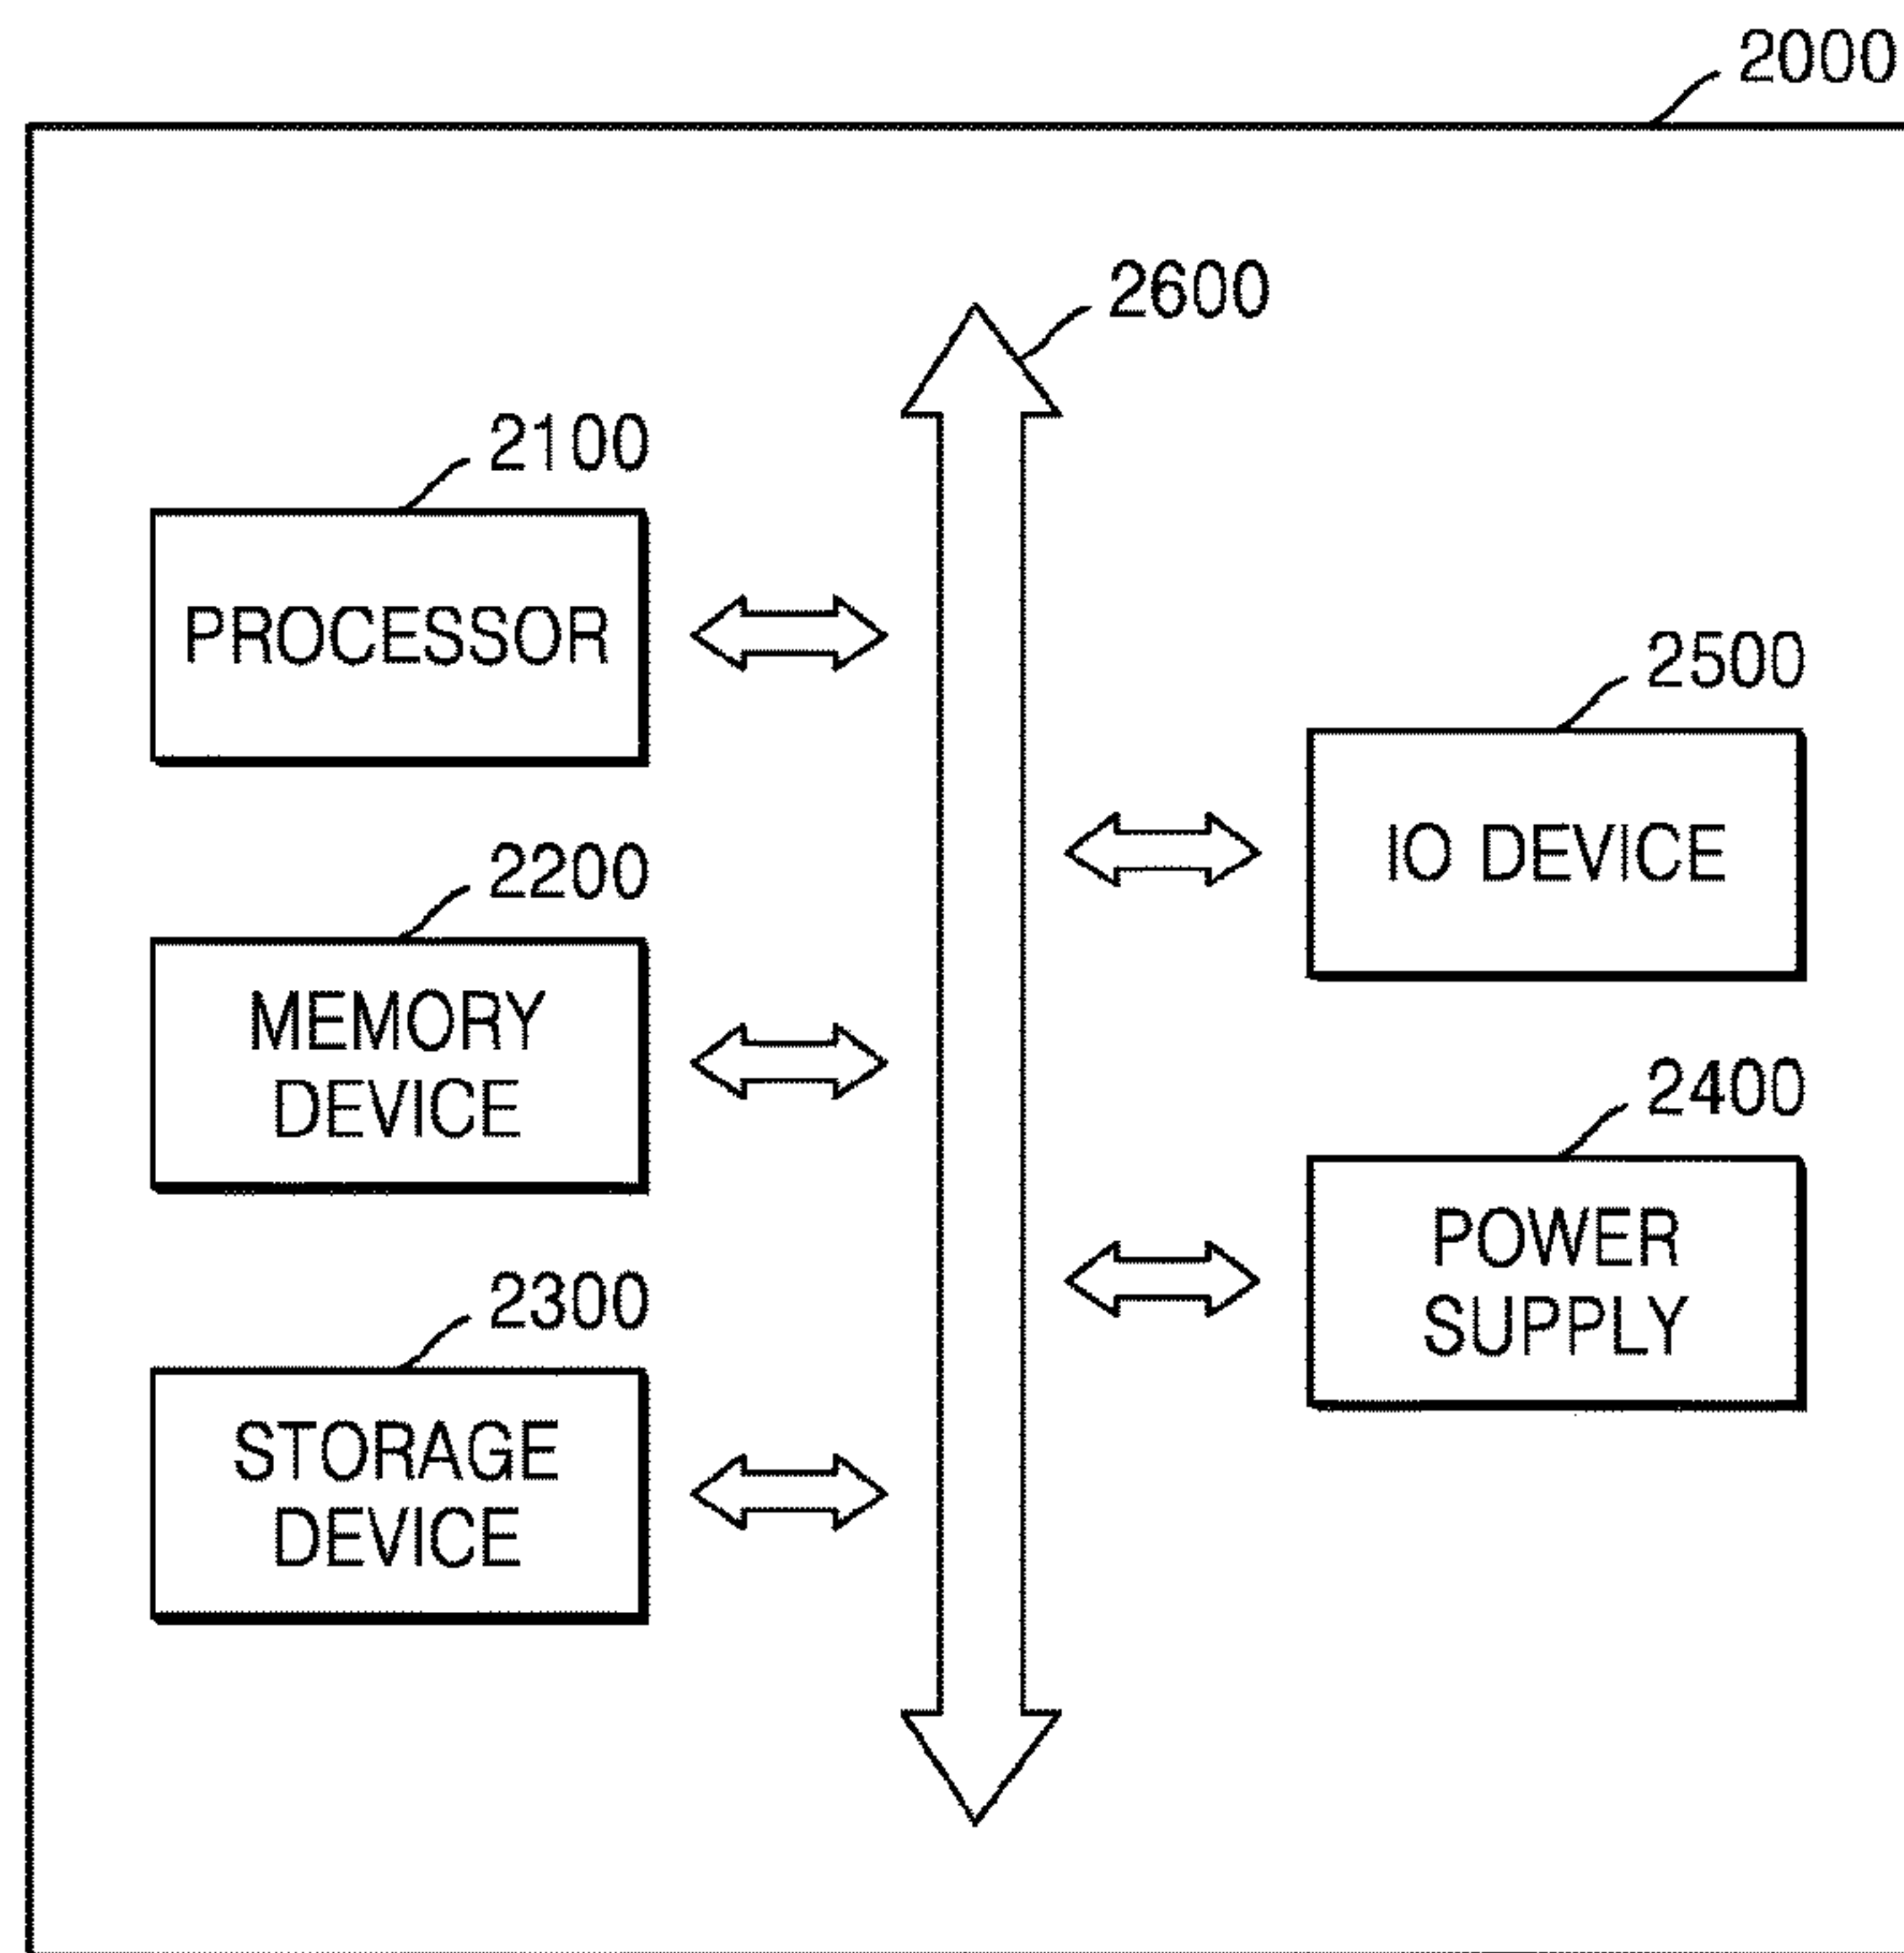 2000
2600
2100
PROCESSOR
2500
IO DEVICE
2200
MEMORY
DEVICE
2400
POWER
SUPPLY
2300
STORAGE
DEVICE